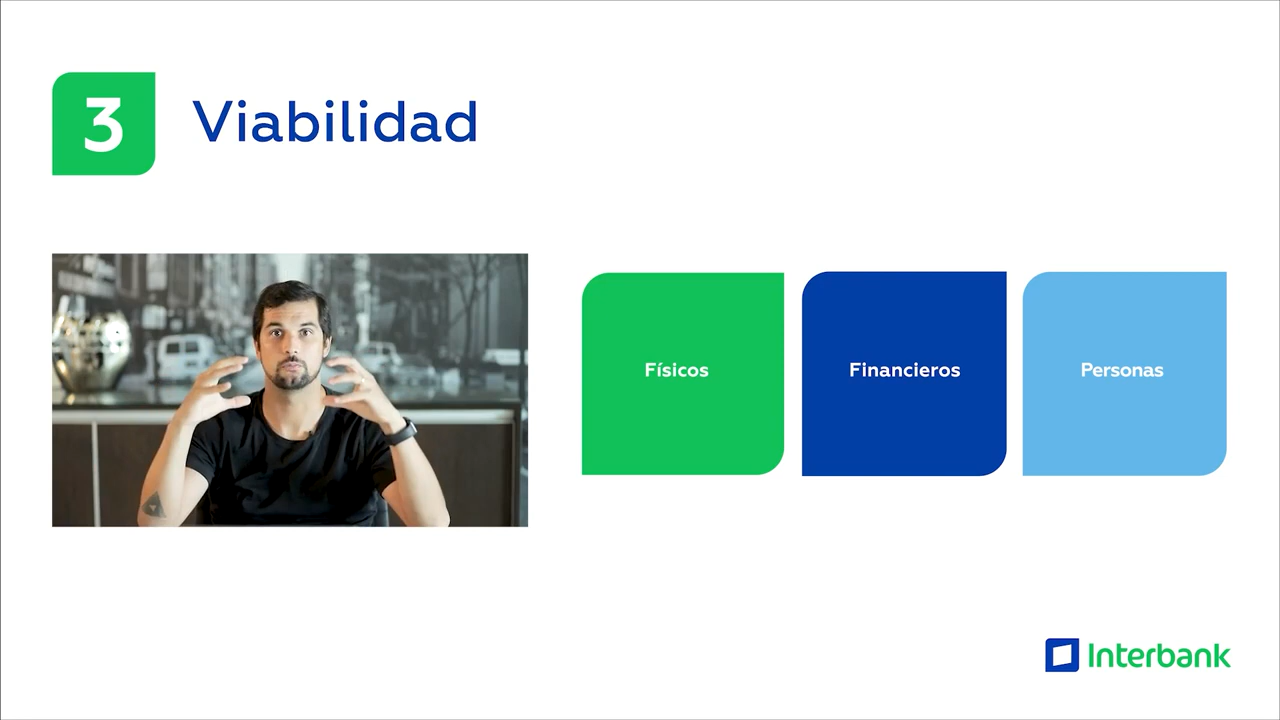 3
Viabilidad
Físicos
Financieros
Personas
Interbank